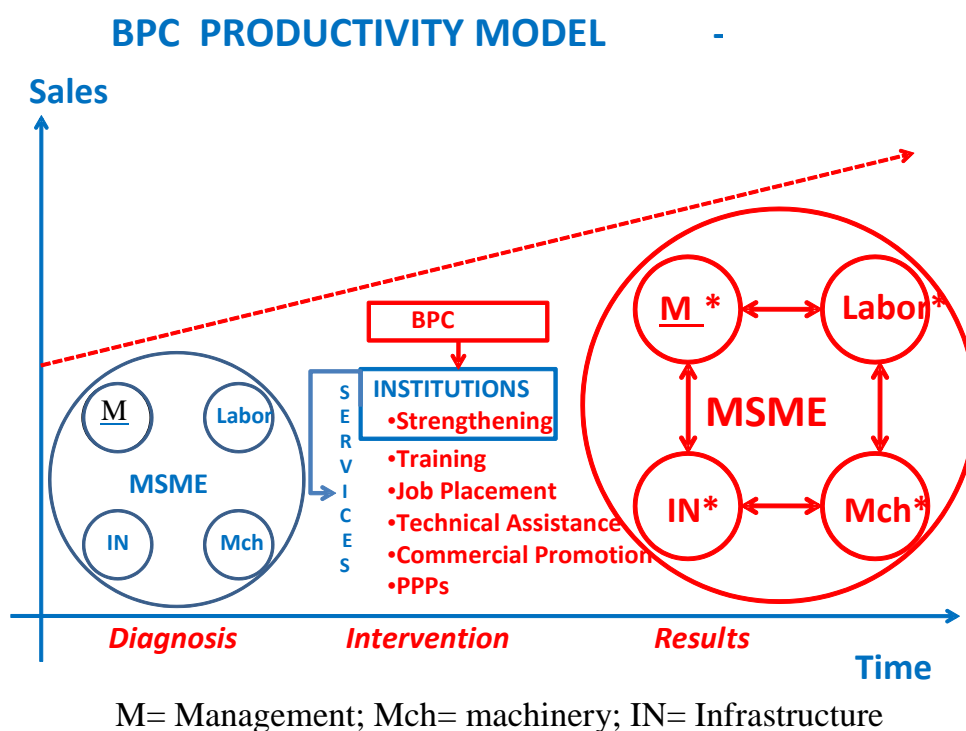 BPC PRODUCTIVITY MODEL -
Sales
BPC
INSTITUTIONS
•Strengthening
•Training
•Job Placement
•Technical Assistance
•Commercial Promotion
•PPPs
SERVICES
M
Labor
MSME
IN
Mch
M *
Labor*
MSME
IN*
Mch*
Diagnosis
Intervention
Results
Time
M= Management; Mch= machinery; IN= Infrastructure